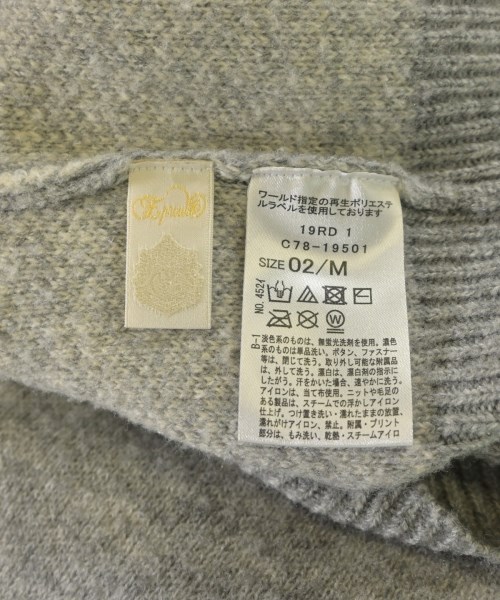 ワールド指定の再生ポリエステ
ルラベルを使用しております
19RD 1
C78-19501
SIZE 02/M
NO. 452イ
W
B-1
淡色系のものは、無蛍光洗剤を使用。濃色
系のものは単品洗い。ボタン、ファスナー
等は、閉じて洗う。取り外し可能な附属品
は、外して洗う。漂白は、漂白剤の指示に
したがう。汗をかいた場合、速やかに洗う。
アイロンは、当て布使用。ニットや毛足の
ある製品は、スチームでの浮かしアイロン
仕上げ。つけ置き洗い・濡れたままの放置、
濡れがけアイロン、禁止。附属・プリント
部分は、もみ洗い、乾熱・スチームアイロ